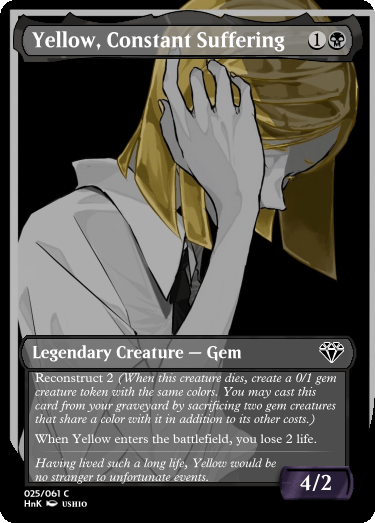 Yellow, Constant Suffering 1
Legendary Creature — Gem
Reconstruct 2 (When this creature dies, create a 0/1 gem
creature token with the same colors. You may cast this
card from your graveyard by sacrificing two gem creatures
that share a color with it in addition to its other costs.)
When Yellow enters the battlefield, you lose 2 life.
Having lived such a long life, Yellow would be
no stranger to unfortunate events.
4/2
025/061 C
HnK USHIO